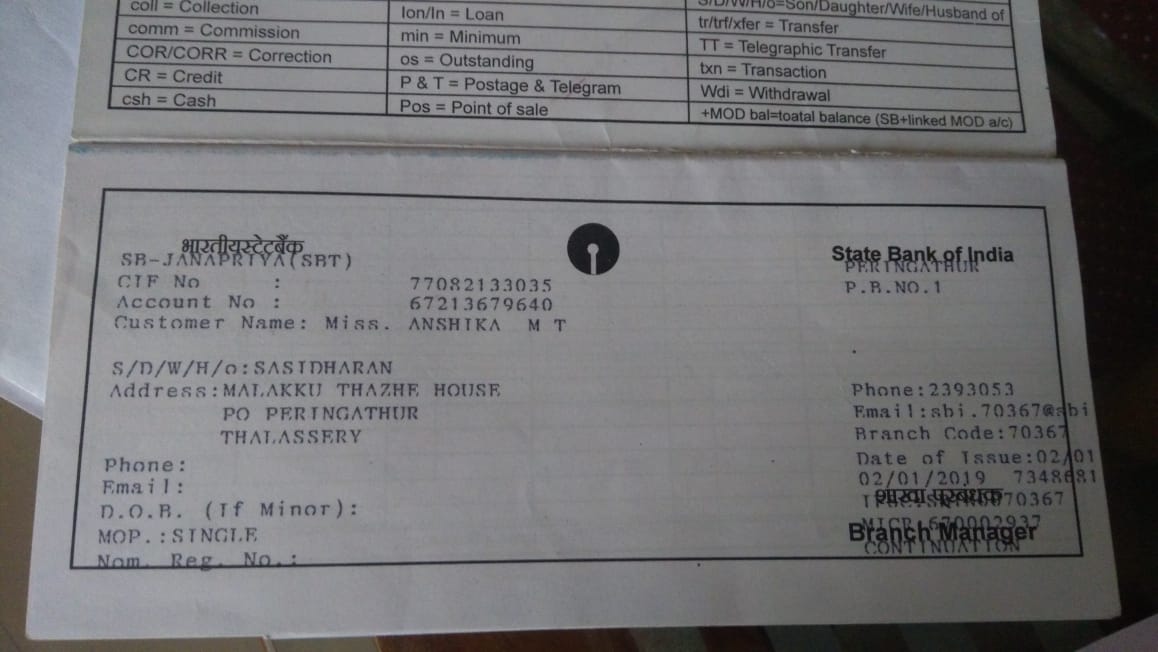 coll = Collection
comm = Commission
COR/CORR = Correction
CR = Credit
csh = Cash
lon/ln = Loan
min = Minimum
os = Outstanding
P & T = Postage & Telegram
Pos = Point of sale
S/D/W/H/o=Son/Daughter/Wife/Husband of
tr/trf/xfer = Transfer
TT = Telegraphic Transfer
txn = Transaction
Wdl = Withdrawal
+MOD bal=toatal balance (SB+linked MOD a/c)
भारतीयस्टेटबैंक
SB-JANAPRIYA(SBT)
CIF No : 77082133035
Account No : 67213679640
Customer Name: Miss. ANSHIKA M T
S/D/W/H/o:SASIDHARAN
Address:MALAKKU THAZHE HOUSE
PO PERINGATHUR
THALASSERY
Phone:
Email:
D.O.B. (If Minor):
MOP.:SINGLE
Nom. Reg. No.:
State Bank of India
PERINGATHUR
P.B.NO.1
Phone:2393053
Email:sbi.70367@sbi
Branch Code:70367
Date of Issue:02/01
02/01/2019 7348681
शाखा प्रबंधक
MICR:670002937
Branch Manager
CONTINUATION